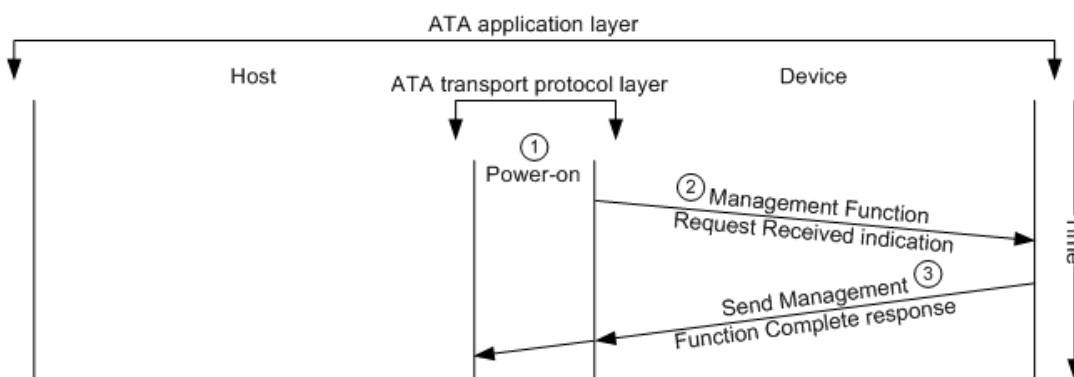 ATA application layer
Host
Device
ATA transport protocol layer
1
Power-on
2 Management Function
Request Received indication
Time
Send Management 3
Function Complete response